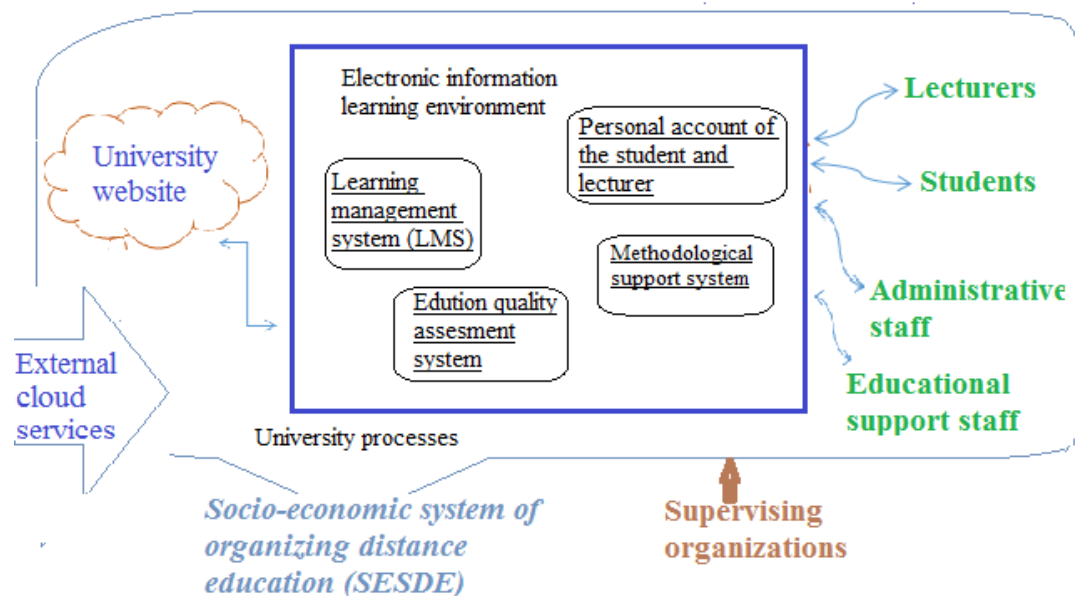 Electronic information
learning environment
University
website
Learning
management
system (LMS)
Personal account of
the student and
lecturer
Methodological
support system
Edution quality
assesment
system
Lecturers
Students
Administrative
staff
Educational
support staff
External
cloud
services
University processes
Socio-economic system of
organizing distance
education (SESDE)
Supervising
organizations